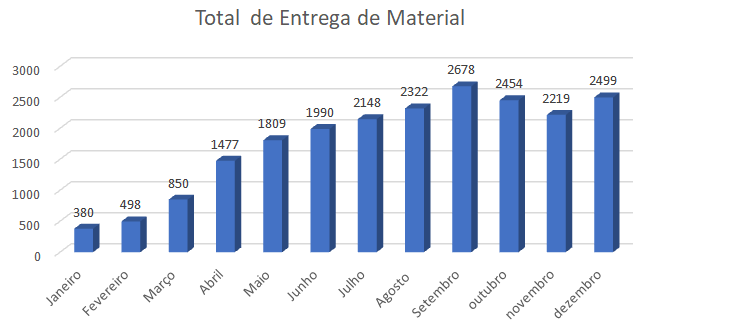 Total de Entrega de Material
3000
2500
2000
1500
1000
500
0
380
498
850
1477
1809
1990
2148
2322
2678
2454
2219
2499
Janeiro
Fevereiro
Março
Abril
Maio
Junho
Julho
Agosto
Setembro
outubro
novembro
dezembro